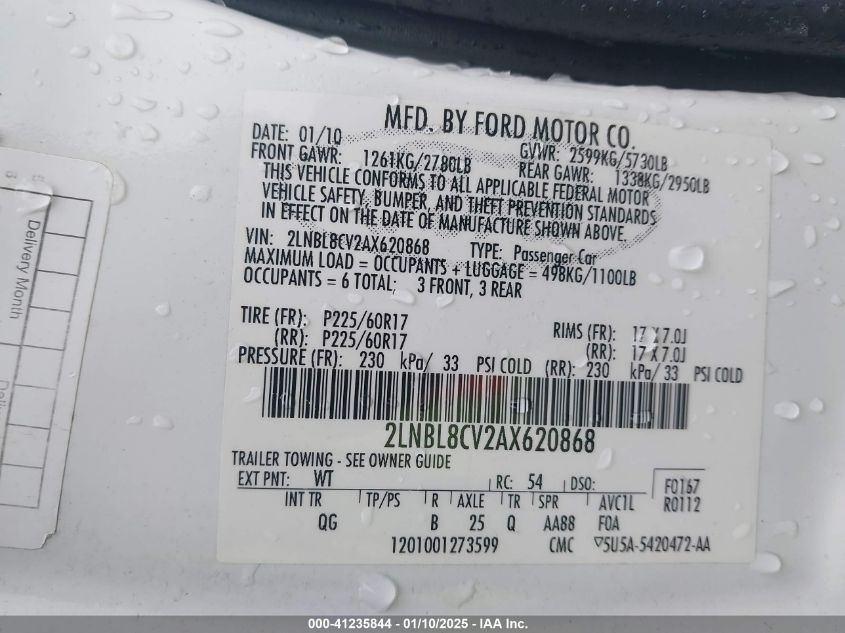 MFD. BY FORD MOTOR CO.
DATE: 01/10 GVWR: 2599KG/5730LB
FRONT GAWR: 1261KG/2780LB REAR GAWR: 1338KG/2950LB
THIS VEHICLE CONFORMS TO ALL APPLICABLE FEDERAL MOTOR
VEHICLE SAFETY, BUMPER, AND THEFT PREVENTION STANDARDS
IN EFFECT ON THE DATE OF MANUFACTURE SHOWN ABOVE.
VIN: 2LNBL8CV2AX620868 TYPE: Passenger Car
MAXIMUM LOAD = OCCUPANTS + LUGGAGE = 498KG/1100LB
OCCUPANTS = 6 TOTAL: 3 FRONT, 3 REAR
TIRE (FR): P225/60R17 RIMS (FR): 17 X 7.0J
(RR): P225/60R17 (RR): 17 X 7.0J
PRESSURE (FR): 230 kPa/ 33 PSI COLD (RR): 230 kPa/ 33 PSI COLD
2LNBL8CV2AX620868
TRAILER TOWING - SEE OWNER GUIDE
EXT PNT: WT RC: 54 DSO: F0167
R0112
INT TR TP/PS R AXLE TR SPR AVC1L
QG B 25 Q AA88 FOA
1201001273599 CMC 5U5A-5420472-AA
5
6
7
8
Delivery Month
000-41235844 — 01/10/2025 — IAA Inc.